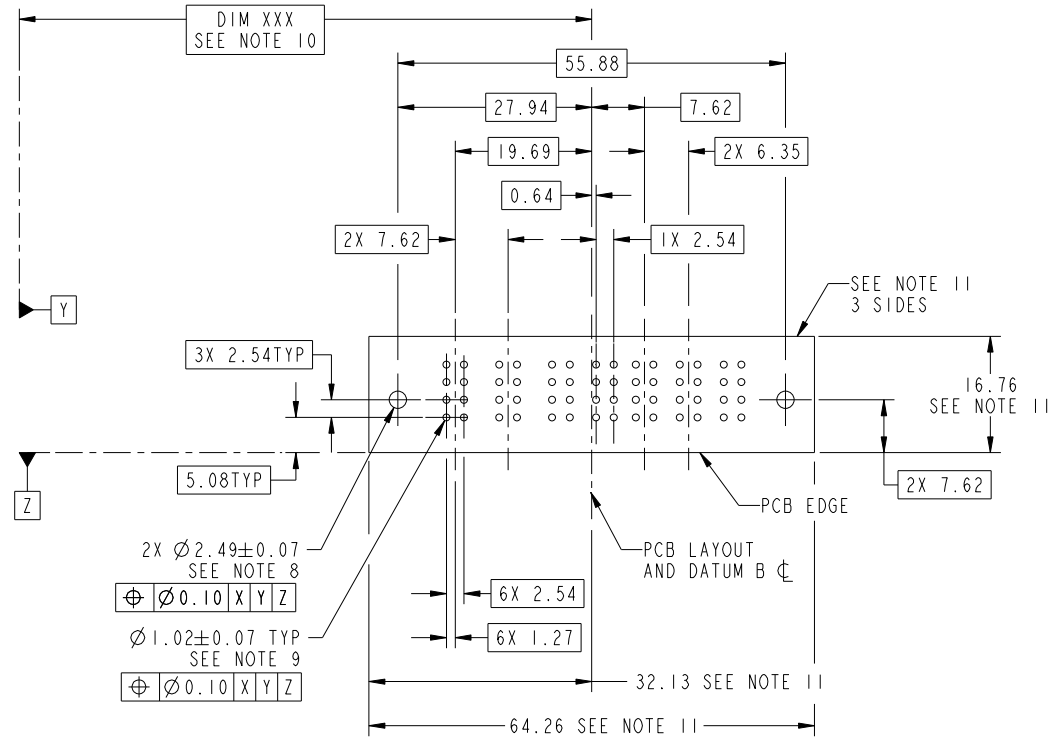 DIM XXX
SEE NOTE 10
55.88
27.94
7.62
19.69
2X 6.35
0.64
2X 7.62
1X 2.54
SEE NOTE 11
3 SIDES
Y
3X 2.54TYP
16.76
SEE NOTE 11
5.08TYP
2X 7.62
Z
PCB EDGE
2X Ø2.49±0.07
SEE NOTE 8
⌖ Ø0.10 X Y Z
PCB LAYOUT
AND DATUM B ℄
6X 2.54
Ø1.02±0.07 TYP
SEE NOTE 9
6X 1.27
⌖ Ø0.10 X Y Z
32.13 SEE NOTE 11
64.26 SEE NOTE 11